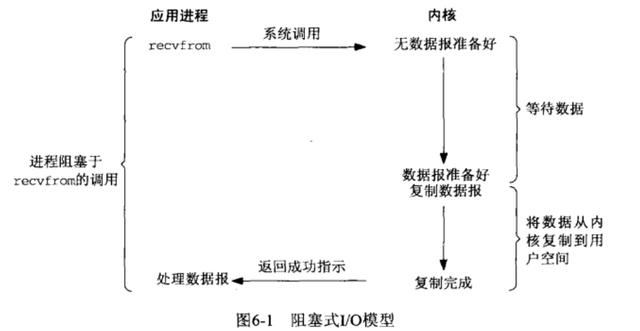 应用进程
内核
recvfrom
系统调用
无数据报准备好
等待数据
进程阻塞于
recvfrom的调用
数据报准备好
复制数据报
将数据从内
核复制到用
户空间
处理数据报
返回成功指示
复制完成
图6-1 阻塞式I/O模型